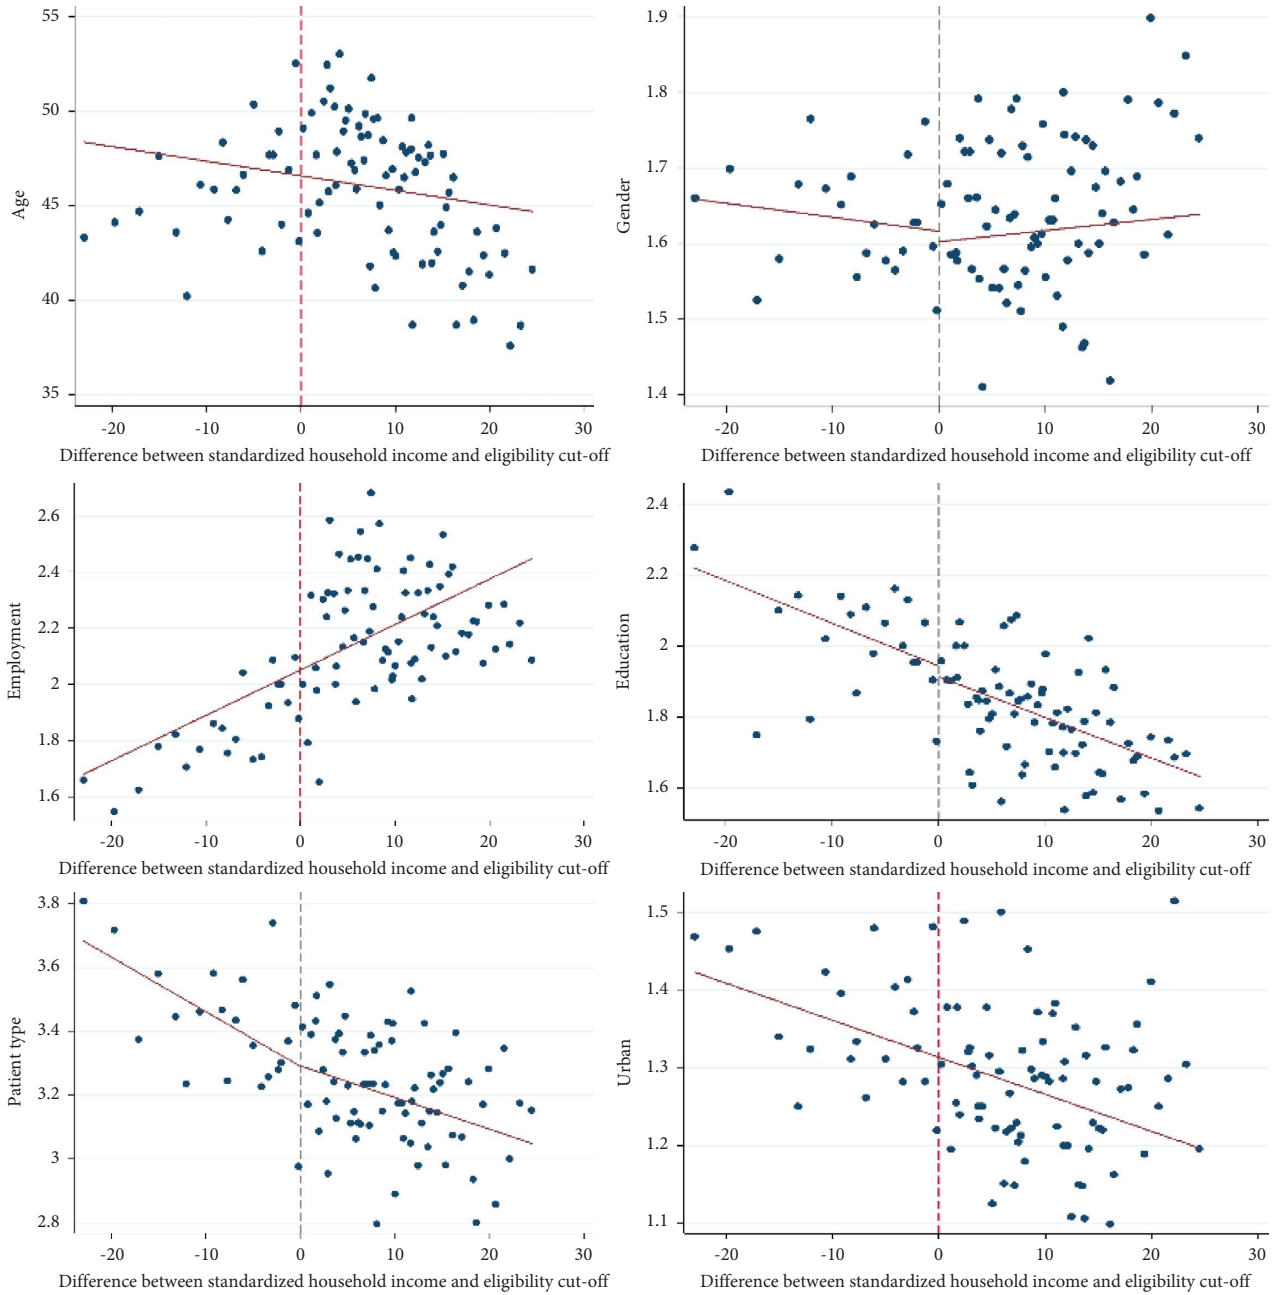 55
50
45
40
35
Age
-20 -10 0 10 20 30
Difference between standardized household income and eligibility cut-off
1.9
1.8
1.7
1.6
1.5
1.4
Gender
-20 -10 0 10 20 30
Difference between standardized household income and eligibility cut-off
2.6
2.4
2.2
2
1.8
1.6
Employment
-20 -10 0 10 20 30
Difference between standardized household income and eligibility cut-off
2.4
2.2
2
1.8
1.6
Education
-20 -10 0 10 20 30
Difference between standardized household income and eligibility cut-off
3.8
3.6
3.4
3.2
3
2.8
Patient type
-20 -10 0 10 20 30
Difference between standardized household income and eligibility cut-off
1.5
1.4
1.3
1.2
1.1
Urban
-20 -10 0 10 20 30
Difference between standardized household income and eligibility cut-off